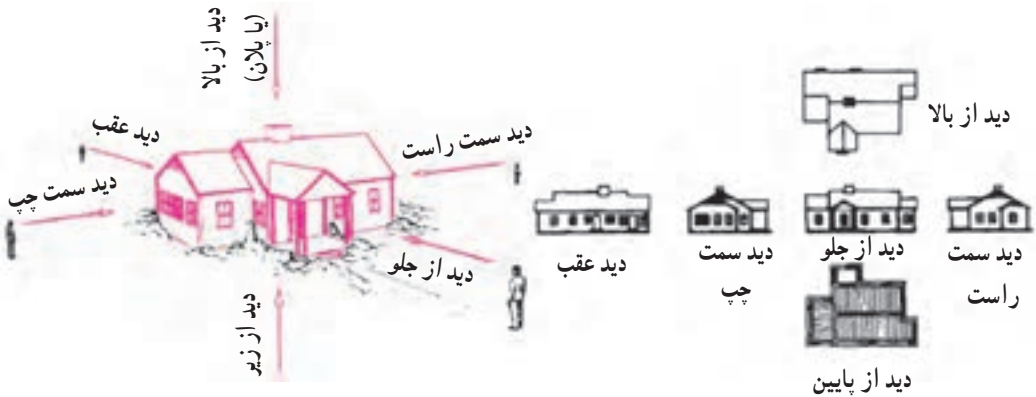 دید از بالا
(یا پلان)
دید عقب
دید سمت راست
دید سمت چپ
دید از جلو
دید از زیر
دید از بالا
دید سمت
راست
دید از جلو
دید سمت
چپ
دید عقب
دید از پایین